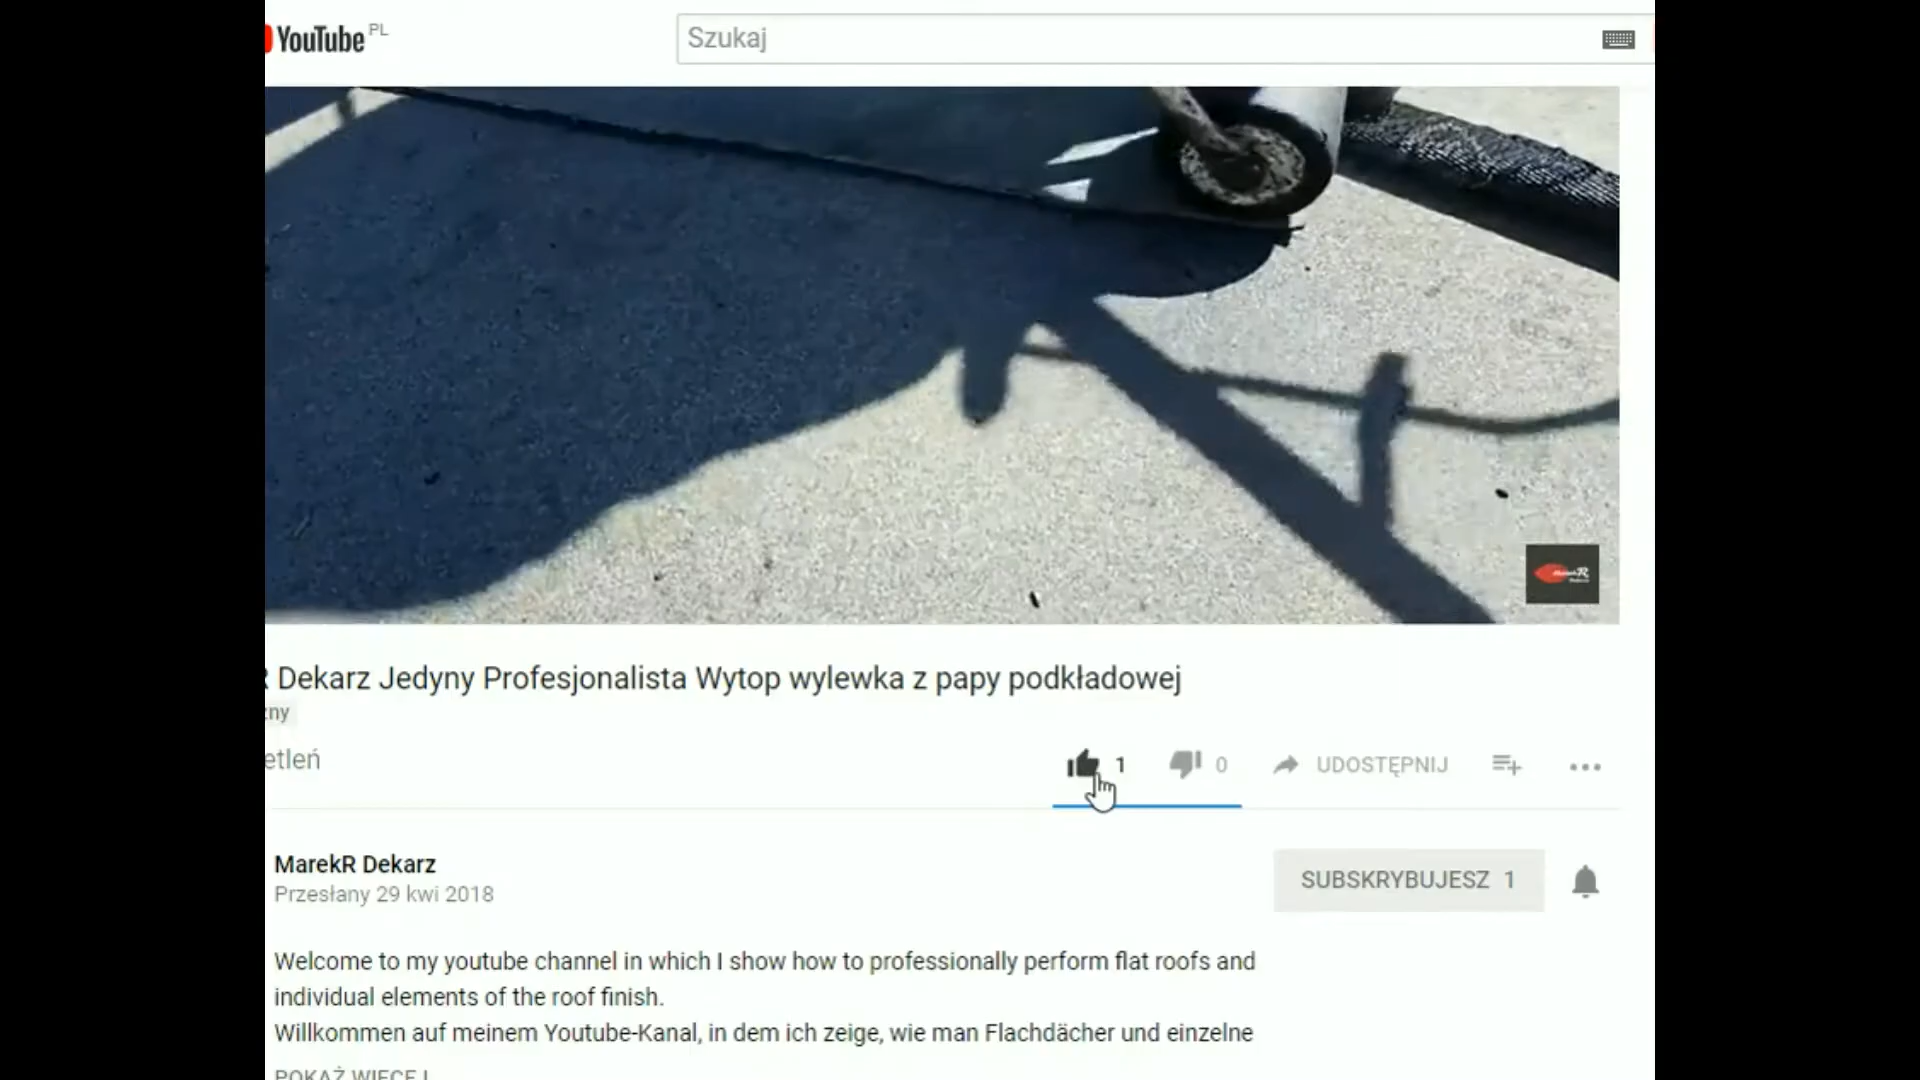 YouTube PL
Szukaj
Dekarz Jedyny Profesjonalista Wytop wylewka z papy podkładowej
zny
etleń
1
0
UDOSTĘPNIJ
MarekR Dekarz
Przesłany 29 kwi 2018
SUBSKRYBUJESZ 1
Welcome to my youtube channel in which I show how to professionally perform flat roofs and
individual elements of the roof finish.
Willkommen auf meinem Youtube-Kanal, in dem ich zeige, wie man Flachdächer und einzelne
POKAŻ WIĘCEJ